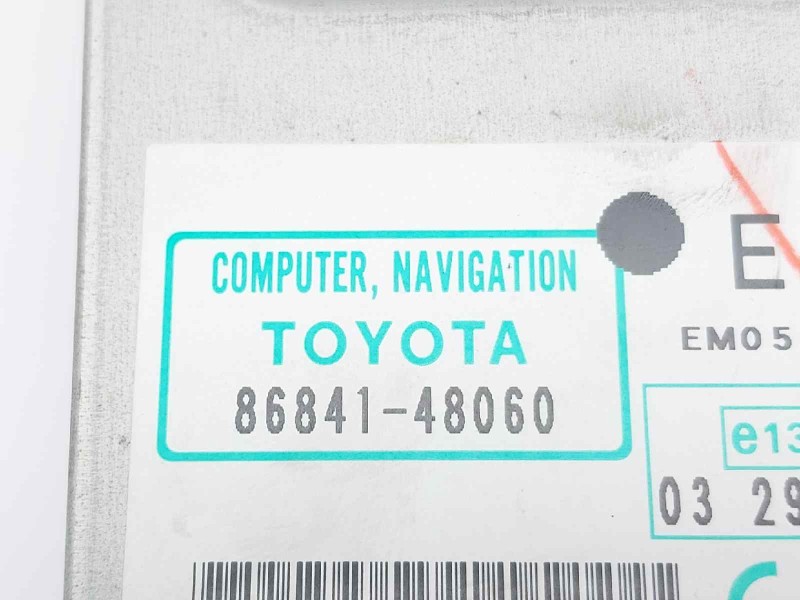 COMPUTER, NAVIGATION
TOYOTA
86841-48060
E
EM05
e13
03 29